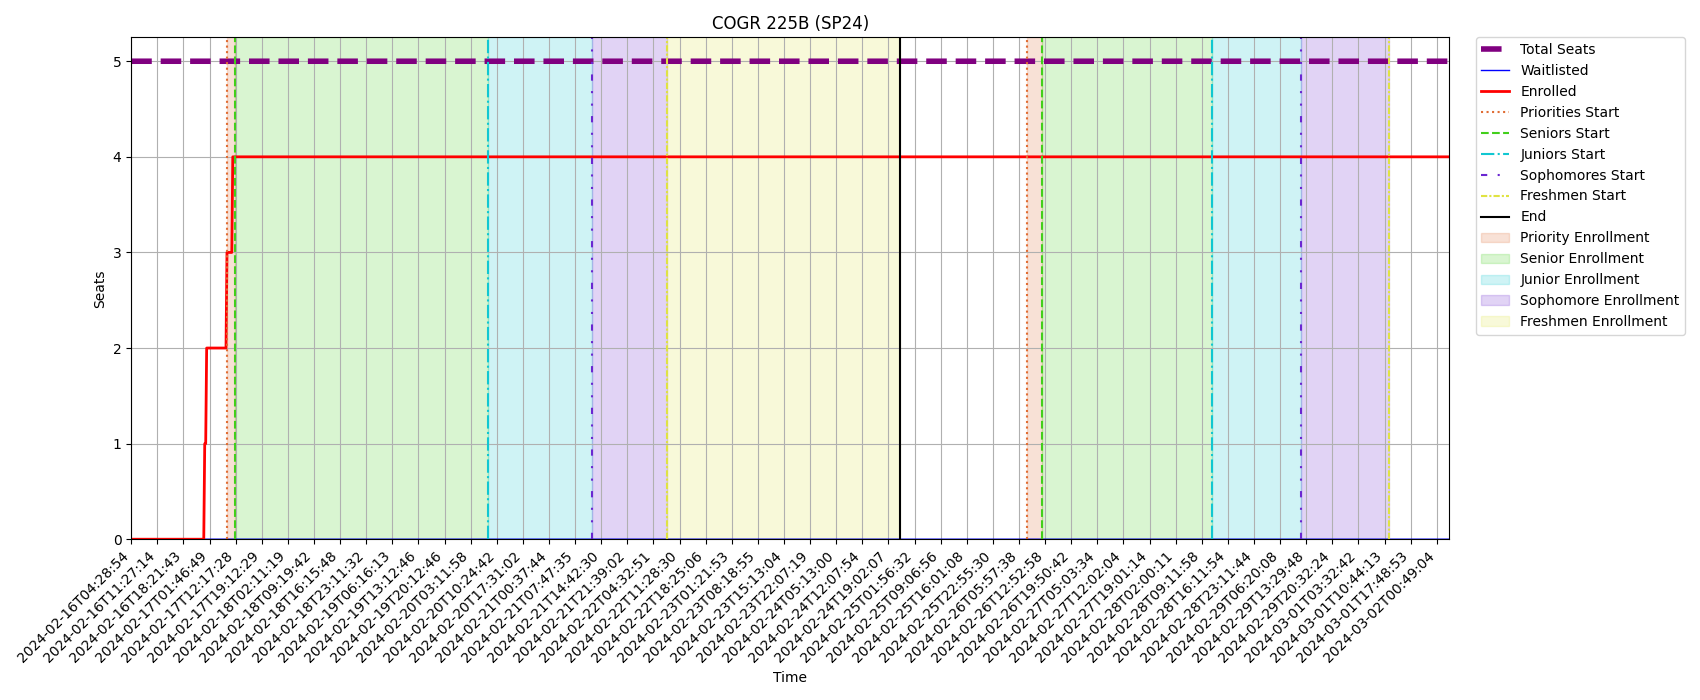 COGR 225B (SP24)
Seats
5
4
3
2
1
0
2024-02-16T04:28:54
2024-02-16T11:27:14
2024-02-16T18:21:43
2024-02-17T01:46:49
2024-02-17T12:17:28
2024-02-17T19:12:29
2024-02-18T02:11:19
2024-02-18T09:19:42
2024-02-18T16:15:48
2024-02-18T23:11:32
2024-02-19T06:16:13
2024-02-19T13:12:46
2024-02-19T20:12:46
2024-02-20T03:11:58
2024-02-20T10:24:42
2024-02-20T17:31:02
2024-02-21T00:37:44
2024-02-21T07:47:35
2024-02-21T14:42:30
2024-02-21T21:39:02
2024-02-22T04:32:51
2024-02-22T11:28:30
2024-02-22T18:25:06
2024-02-23T01:21:53
2024-02-23T08:18:55
2024-02-23T15:13:04
2024-02-23T22:07:19
2024-02-24T05:13:00
2024-02-24T12:07:54
2024-02-24T19:02:07
2024-02-25T01:56:32
2024-02-25T09:06:56
2024-02-25T16:01:08
2024-02-25T22:55:30
2024-02-26T05:57:38
2024-02-26T12:52:58
2024-02-26T19:50:42
2024-02-27T05:03:34
2024-02-27T12:02:04
2024-02-27T19:01:14
2024-02-28T02:00:11
2024-02-28T09:11:58
2024-02-28T16:11:54
2024-02-28T23:11:44
2024-02-29T06:20:08
2024-02-29T13:29:48
2024-02-29T20:32:24
2024-03-01T03:32:42
2024-03-01T10:44:13
2024-03-01T17:48:53
2024-03-02T00:49:04
Time
Total Seats
Waitlisted
Enrolled
Priorities Start
Seniors Start
Juniors Start
Sophomores Start
Freshmen Start
End
Priority Enrollment
Senior Enrollment
Junior Enrollment
Sophomore Enrollment
Freshmen Enrollment